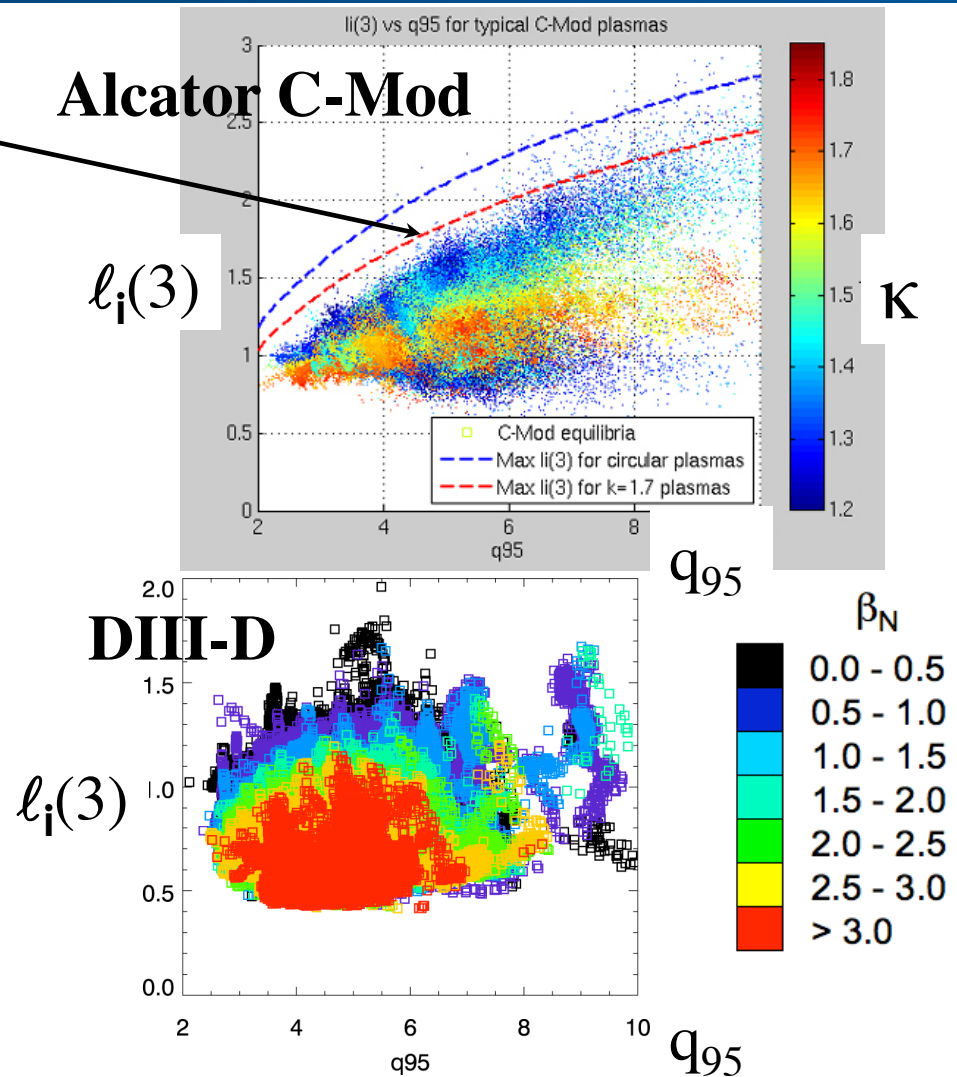 li(3) vs q95 for typical C-Mod plasmas
Alcator C-Mod
3
2.5
2
1.5
1
0.5
0
ℓi(3)
2 4 6 8
q95
q95
C-Mod equilibria
Max li(3) for circular plasmas
Max li(3) for k=1.7 plasmas
1.8
1.7
1.6
1.5
1.4
1.3
1.2
κ
DIII-D
2.0
1.5
1.0
0.5
0.0
ℓi(3)
2 4 6 8 10
q95
q95
βN
0.0 - 0.5
0.5 - 1.0
1.0 - 1.5
1.5 - 2.0
2.0 - 2.5
2.5 - 3.0
> 3.0